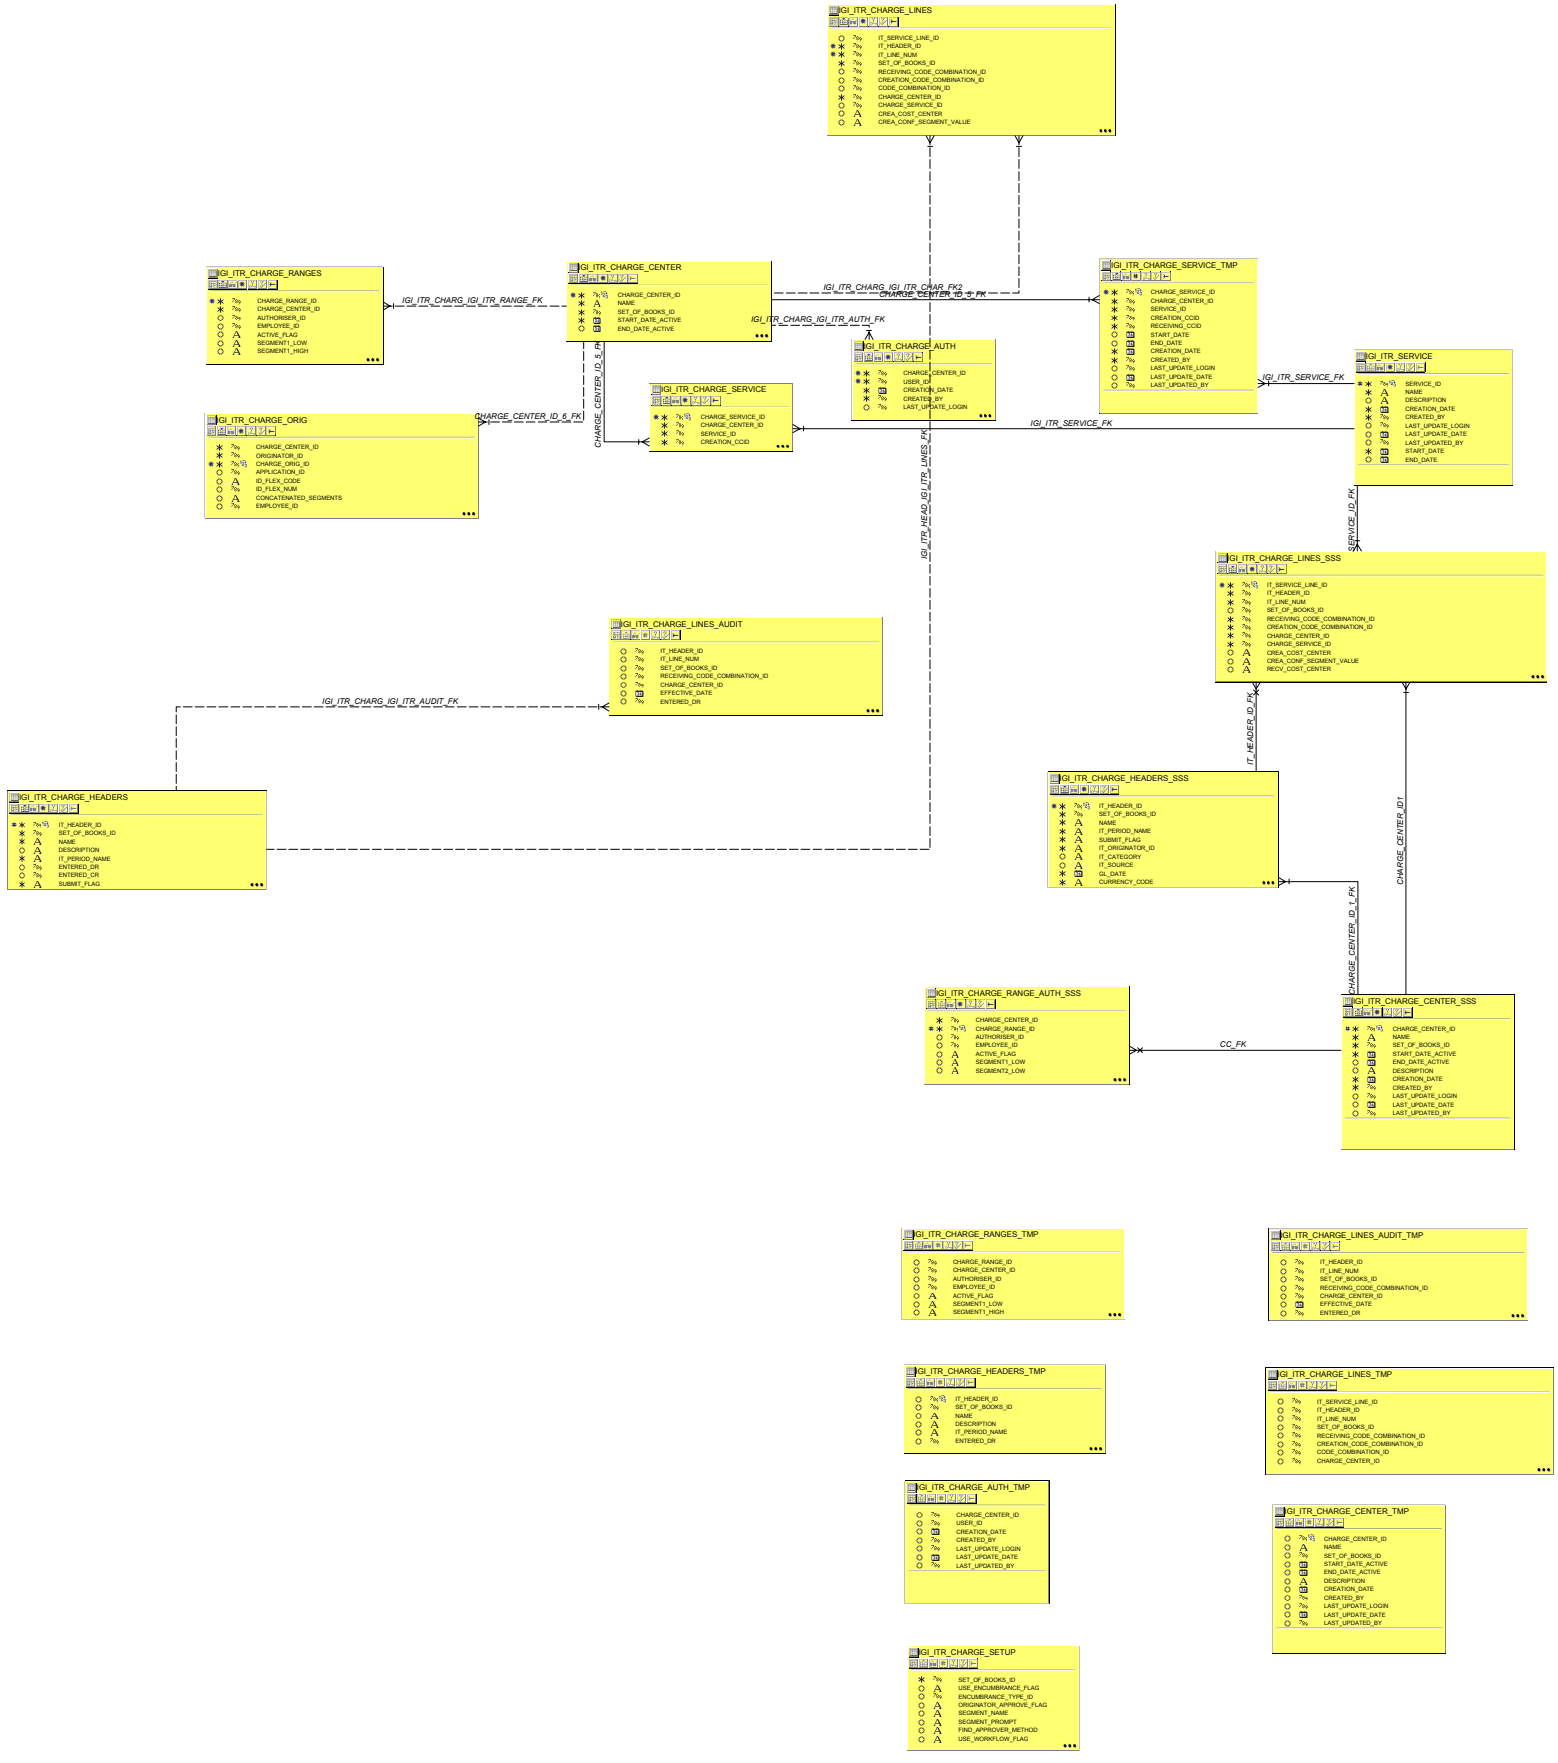 IGI_ITR_CHARGE_LINES
IT_SERVICE_LINE_ID
IT_HEADER_ID
IT_LINE_NUM
SET_OF_BOOKS_ID
RECEIVING_CODE_COMBINATION_ID
CREATION_CODE_COMBINATION_ID
CODE_COMBINATION_ID
CHARGE_CENTER_ID
CHARGE_SERVICE_ID
CREA_COST_CENTER
CREA_CONF_SEGMENT_VALUE
IGI_ITR_CHARGE_RANGES
CHARGE_RANGE_ID
CHARGE_CENTER_ID
AUTHORISER_ID
EMPLOYEE_ID
ACTIVE_FLAG
SEGMENT1_LOW
SEGMENT1_HIGH
IGI_ITR_CHARG_IGI_ITR_RANGE_FK
IGI_ITR_CHARGE_CENTER
CHARGE_CENTER_ID
NAME
SET_OF_BOOKS_ID
START_DATE_ACTIVE
END_DATE_ACTIVE
IGI_ITR_CHARG_IGI_ITR_CHAR_FK2
CHARGE_CENTER_ID_5_FK
IGI_ITR_CHARG_IGI_ITR_AUTH_FK
IGI_ITR_CHARGE_SERVICE_TMP
CHARGE_SERVICE_ID
CHARGE_CENTER_ID
SERVICE_ID
CREATION_CCID
RECEIVING_CCID
START_DATE
END_DATE
CREATION_DATE
CREATED_BY
LAST_UPDATE_LOGIN
LAST_UPDATE_DATE
LAST_UPDATED_BY
IGI_ITR_CHARGE_AUTH
CHARGE_CENTER_ID
USER_ID
CREATION_DATE
CREATED_BY
LAST_UPDATE_LOGIN
IGI_ITR_SERVICE
SERVICE_ID
NAME
DESCRIPTION
CREATION_DATE
CREATED_BY
LAST_UPDATE_LOGIN
LAST_UPDATE_DATE
LAST_UPDATED_BY
START_DATE
END_DATE
IGI_ITR_SERVICE_FK
IGI_ITR_CHARGE_SERVICE
CHARGE_SERVICE_ID
CHARGE_CENTER_ID
SERVICE_ID
CREATION_CCID
CHARGE_CENTER_ID_5_FK
IGI_ITR_SERVICE_FK
IGI_ITR_CHARGE_ORIG
CHARGE_CENTER_ID
ORIGINATOR_ID
CHARGE_ORIG_ID
APPLICATION_ID
ID_FLEX_CODE
ID_FLEX_NUM
CONCATENATED_SEGMENTS
EMPLOYEE_ID
CHARGE_CENTER_ID_6_FK
IGI_ITR_HEAD_IGI_ITR_LINES_FK
SERVICE_ID_FK
IGI_ITR_CHARGE_LINES_SSS
IT_SERVICE_LINE_ID
IT_HEADER_ID
IT_LINE_NUM
SET_OF_BOOKS_ID
RECEIVING_CODE_COMBINATION_ID
CREATION_CODE_COMBINATION_ID
CHARGE_CENTER_ID
CHARGE_SERVICE_ID
CREA_COST_CENTER
CREA_CONF_SEGMENT_VALUE
RECV_COST_CENTER
IGI_ITR_CHARGE_LINES_AUDIT
IT_HEADER_ID
IT_LINE_NUM
SET_OF_BOOKS_ID
RECEIVING_CODE_COMBINATION_ID
CHARGE_CENTER_ID
EFFECTIVE_DATE
ENTERED_DR
IGI_ITR_CHARG_IGI_ITR_AUDIT_FK
IT_HEADER_ID_FK
CHARGE_CENTER_ID1
IGI_ITR_CHARGE_HEADERS
IT_HEADER_ID
SET_OF_BOOKS_ID
NAME
DESCRIPTION
IT_PERIOD_NAME
ENTERED_DR
ENTERED_CR
SUBMIT_FLAG
IGI_ITR_CHARGE_HEADERS_SSS
IT_HEADER_ID
SET_OF_BOOKS_ID
NAME
IT_PERIOD_NAME
SUBMIT_FLAG
IT_ORIGINATOR_ID
IT_CATEGORY
IT_SOURCE
GL_DATE
CURRENCY_CODE
CHARGE_CENTER_ID_1_FK
IGI_ITR_CHARGE_RANGE_AUTH_SSS
CHARGE_CENTER_ID
CHARGE_RANGE_ID
AUTHORISER_ID
EMPLOYEE_ID
ACTIVE_FLAG
SEGMENT1_LOW
SEGMENT2_LOW
CC_FK
IGI_ITR_CHARGE_CENTER_SSS
CHARGE_CENTER_ID
NAME
SET_OF_BOOKS_ID
START_DATE_ACTIVE
END_DATE_ACTIVE
DESCRIPTION
CREATION_DATE
CREATED_BY
LAST_UPDATE_LOGIN
LAST_UPDATE_DATE
LAST_UPDATED_BY
IGI_ITR_CHARGE_RANGES_TMP
CHARGE_RANGE_ID
CHARGE_CENTER_ID
AUTHORISER_ID
EMPLOYEE_ID
ACTIVE_FLAG
SEGMENT1_LOW
SEGMENT1_HIGH
IGI_ITR_CHARGE_LINES_AUDIT_TMP
IT_HEADER_ID
IT_LINE_NUM
SET_OF_BOOKS_ID
RECEIVING_CODE_COMBINATION_ID
CHARGE_CENTER_ID
EFFECTIVE_DATE
ENTERED_DR
IGI_ITR_CHARGE_HEADERS_TMP
IT_HEADER_ID
SET_OF_BOOKS_ID
NAME
DESCRIPTION
IT_PERIOD_NAME
ENTERED_DR
IGI_ITR_CHARGE_LINES_TMP
IT_SERVICE_LINE_ID
IT_HEADER_ID
IT_LINE_NUM
SET_OF_BOOKS_ID
RECEIVING_CODE_COMBINATION_ID
CREATION_CODE_COMBINATION_ID
CODE_COMBINATION_ID
CHARGE_CENTER_ID
IGI_ITR_CHARGE_AUTH_TMP
CHARGE_CENTER_ID
USER_ID
CREATION_DATE
CREATED_BY
LAST_UPDATE_LOGIN
LAST_UPDATE_DATE
LAST_UPDATED_BY
IGI_ITR_CHARGE_CENTER_TMP
CHARGE_CENTER_ID
NAME
SET_OF_BOOKS_ID
START_DATE_ACTIVE
END_DATE_ACTIVE
DESCRIPTION
CREATION_DATE
CREATED_BY
LAST_UPDATE_LOGIN
LAST_UPDATE_DATE
LAST_UPDATED_BY
IGI_ITR_CHARGE_SETUP
SET_OF_BOOKS_ID
USE_ENCUMBRANCE_FLAG
ENCUMBRANCE_TYPE_ID
ORIGINATOR_APPROVE_FLAG
SEGMENT_NAME
SEGMENT_PROMPT
FIND_APPROVER_METHOD
USE_WORKFLOW_FLAG